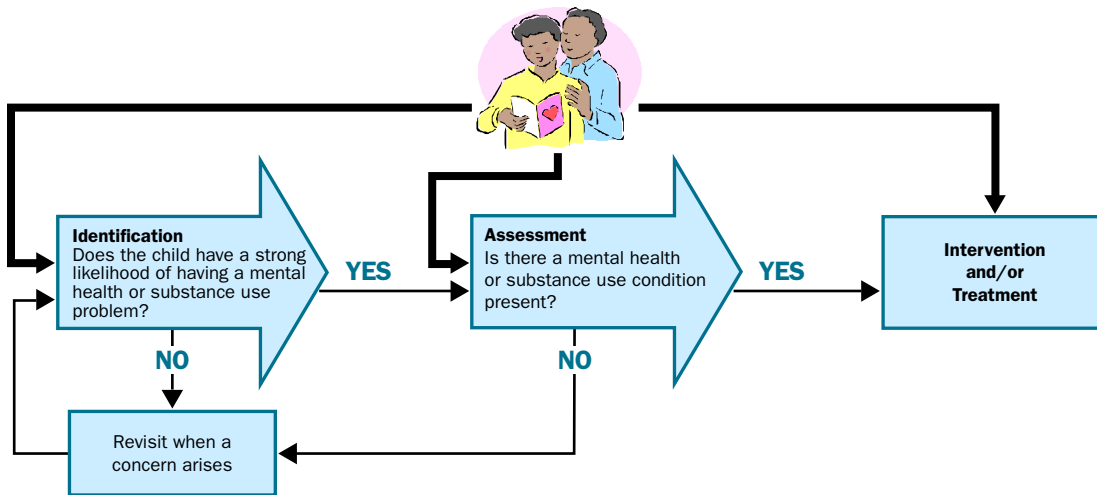 Identification
Does the child have a strong
likelihood of having a mental
health or substance use
problem?
YES
Assessment
Is there a mental health
or substance use condition
present?
YES
Intervention
and/or
Treatment
NO
NO
Revisit when a
concern arises